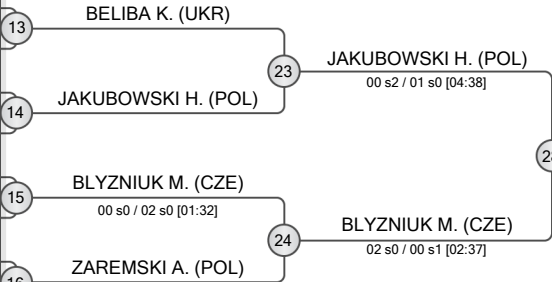 BELIBA K. (UKR)
13
23
JAKUBOWSKI H. (POL)
00 s2 / 01 s0 [04:38]
14
JAKUBOWSKI H. (POL)
15
BLYZNIUK M. (CZE)
00 s0 / 02 s0 [01:32]
24
BLYZNIUK M. (CZE)
02 s0 / 00 s1 [02:37]
ZAREMSKI A. (POL)
16